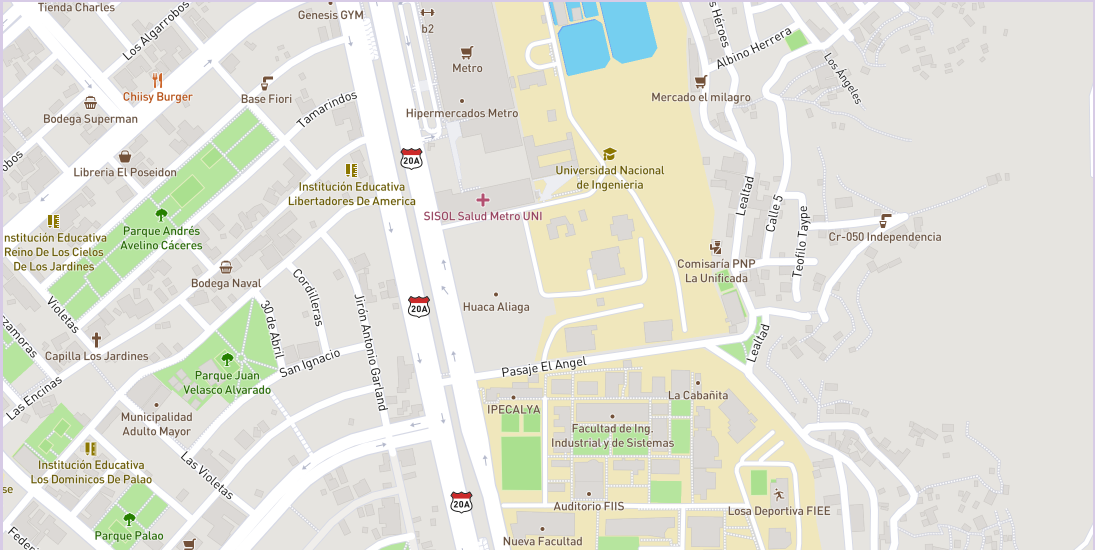 Tienda Charles
Genesis GYM
b2
Los Héroes
Los Algarrobos
Metro
Albino Herrera
Los Ángeles
Chiisy Burger
Base Fiori
Mercado el milagro
Bodega Superman
Tamarindos
Hipermercados Metro
20A
Libreria El Poseidon
Universidad Nacional
de Ingenieria
Institución Educativa
Libertadores De America
SISOL Salud Metro UNI
Lealtad
Calle 5
Teofilo Taype
Parque Andrés
Avelino Cáceres
nstitución Educativa
Reino De Los Cielos
De Los Jardines
Cr-050 Independencia
Comisaría PNP
La Unificada
Bodega Naval
Cordilleras
Jirón Antonio Garland
20A
Huaca Aliaga
Violetas
30 de Abril
Capilla Los Jardines
San Ignacio
Lealtad
Pasaje El Angel
Parque Juan
Velasco Alvarado
Las Encinas
La Cabañita
IPECALYA
Municipalidad
Adulto Mayor
Facultad de Ing.
Industrial y de Sistemas
Institución Educativa
Los Dominicos De Palao
Las Violetas
se
20A
Auditorio FIIS
Losa Deportiva FIEE
Parque Palao
Nueva Facultad